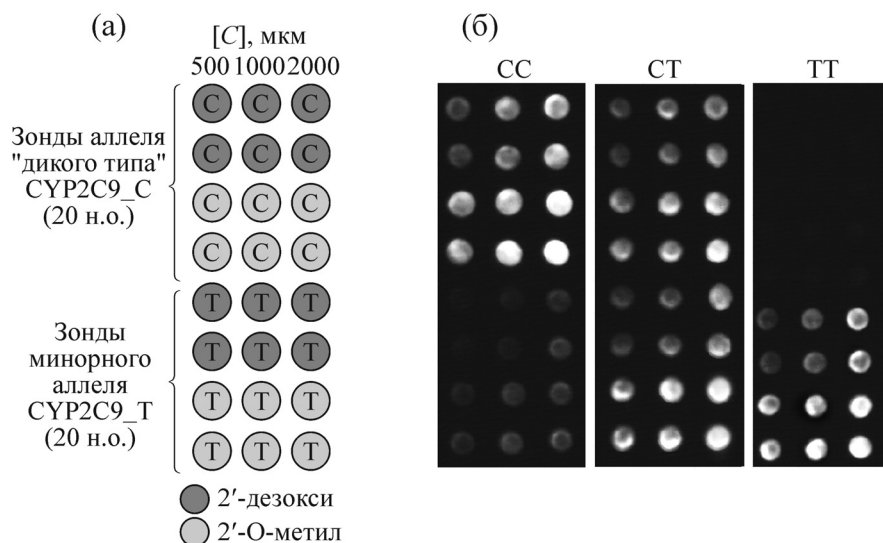 (а)
[C], мкм
500 1000 2000
Зонды аллеля
"дикого типа"
CYP2C9_C
(20 н.о.)
C C C
C C C
C C C
C C C
Зонды
минорного
аллеля
CYP2C9_T
(20 н.о.)
T T T
T T T
T T T
T T T
2′-дезокси
2′-О-метил
(б)
CC CT TT